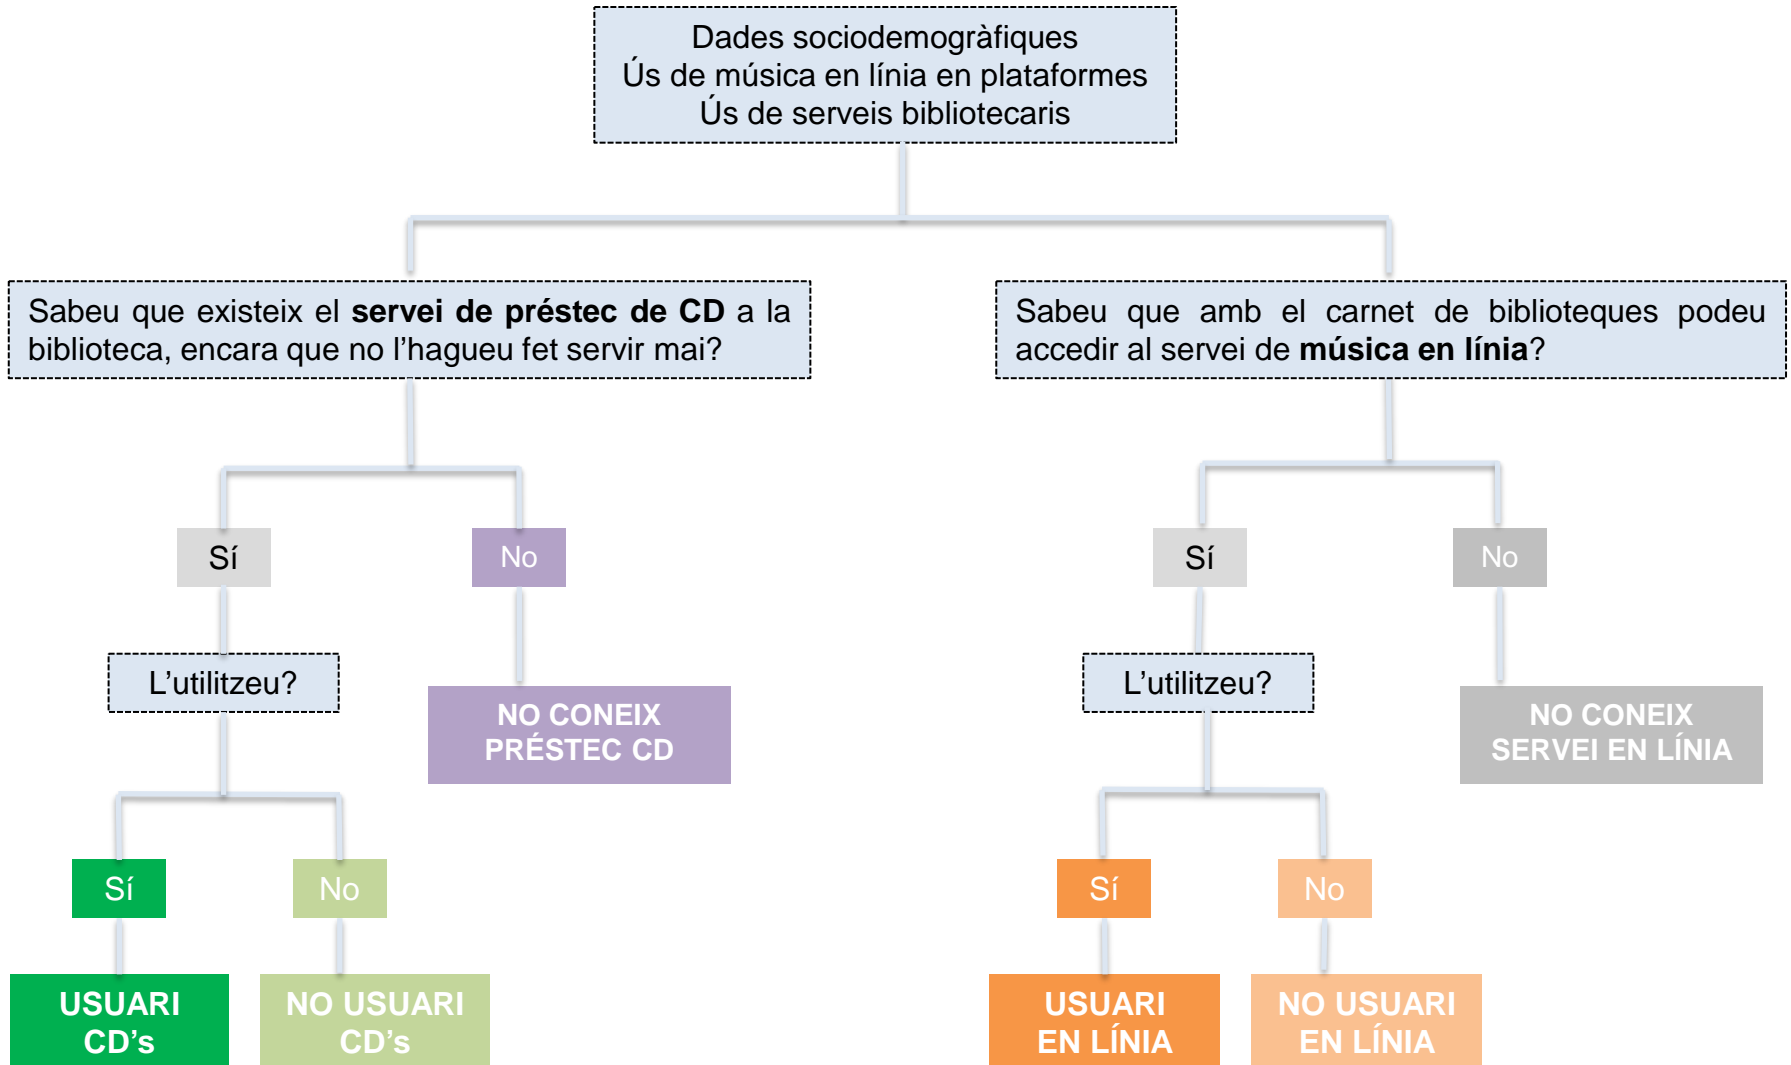 Dades sociodemogràfiques
Ús de música en línia en plataformes
Ús de serveis bibliotecaris
Sabeu que existeix el servei de préstec de CD a la
biblioteca, encara que no l'hagueu fet servir mai?
Sabeu que amb el carnet de biblioteques podeu
accedir al servei de música en línia?
Sí
No
Sí
No
L’utilitzeu?
NO CONEIX
PRÉSTEC CD
L’utilitzeu?
NO CONEIX
SERVEI EN LÍNIA
Sí
No
Sí
No
USUARI
CD’s
NO USUARI
CD’s
USUARI
EN LÍNIA
NO USUARI
EN LÍNIA